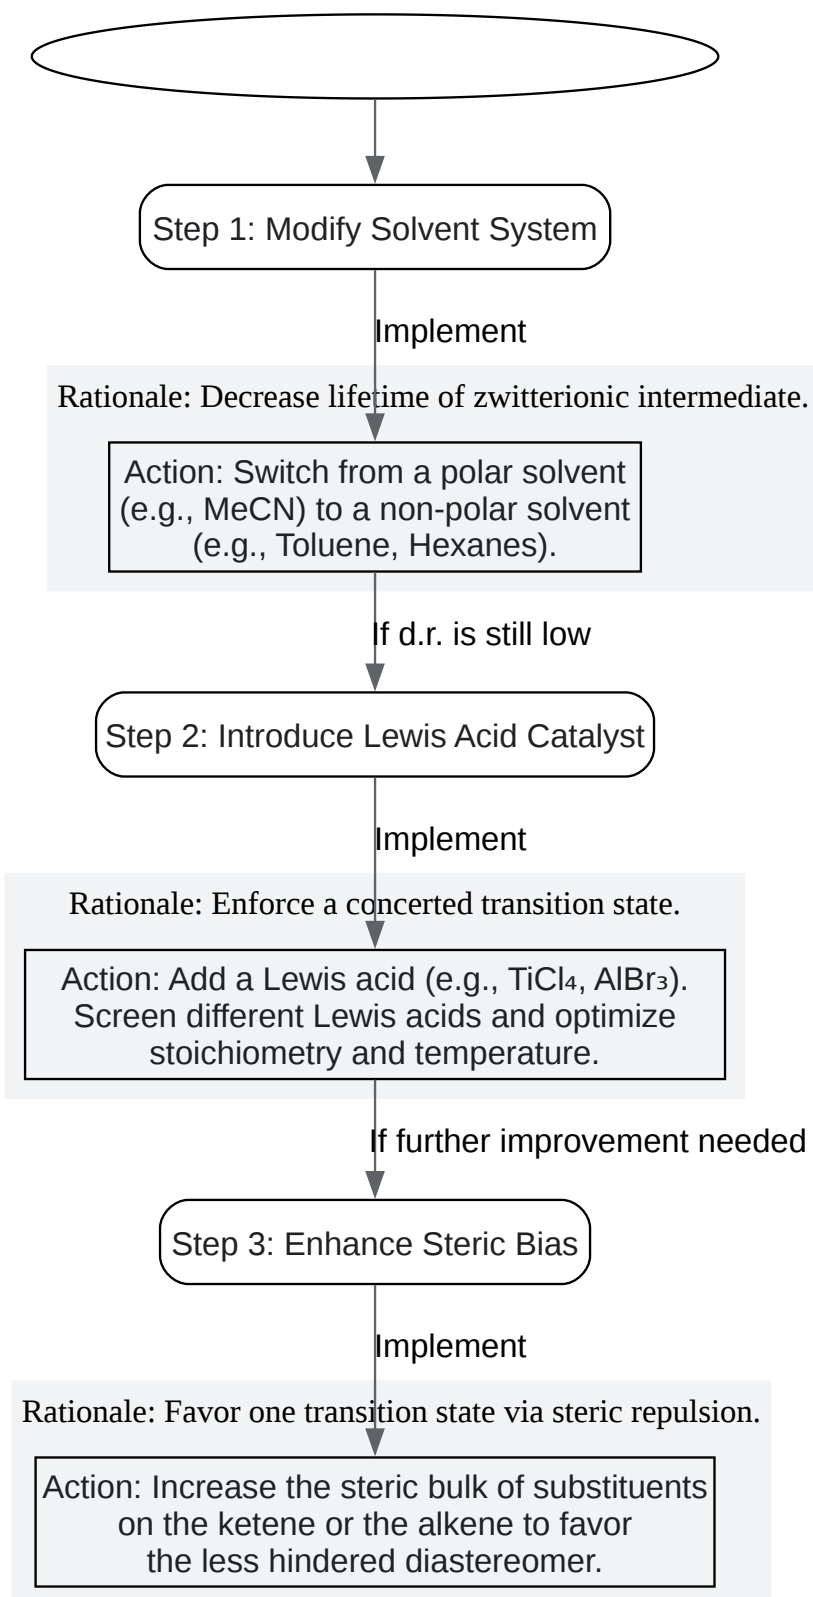 Step 1: Modify Solvent System
Implement
Rationale: Decrease lifetime of zwitterionic intermediate.
Action: Switch from a polar solvent
(e.g., MeCN) to a non-polar solvent
(e.g., Toluene, Hexanes).
If d.r. is still low
Step 2: Introduce Lewis Acid Catalyst
Implement
Rationale: Enforce a concerted transition state.
Action: Add a Lewis acid (e.g., TiCl₄, AlBr₃).
Screen different Lewis acids and optimize
stoichiometry and temperature.
If further improvement needed
Step 3: Enhance Steric Bias
Implement
Rationale: Favor one transition state via steric repulsion.
Action: Increase the steric bulk of substituents
on the ketene or the alkene to favor
the less hindered diastereomer.